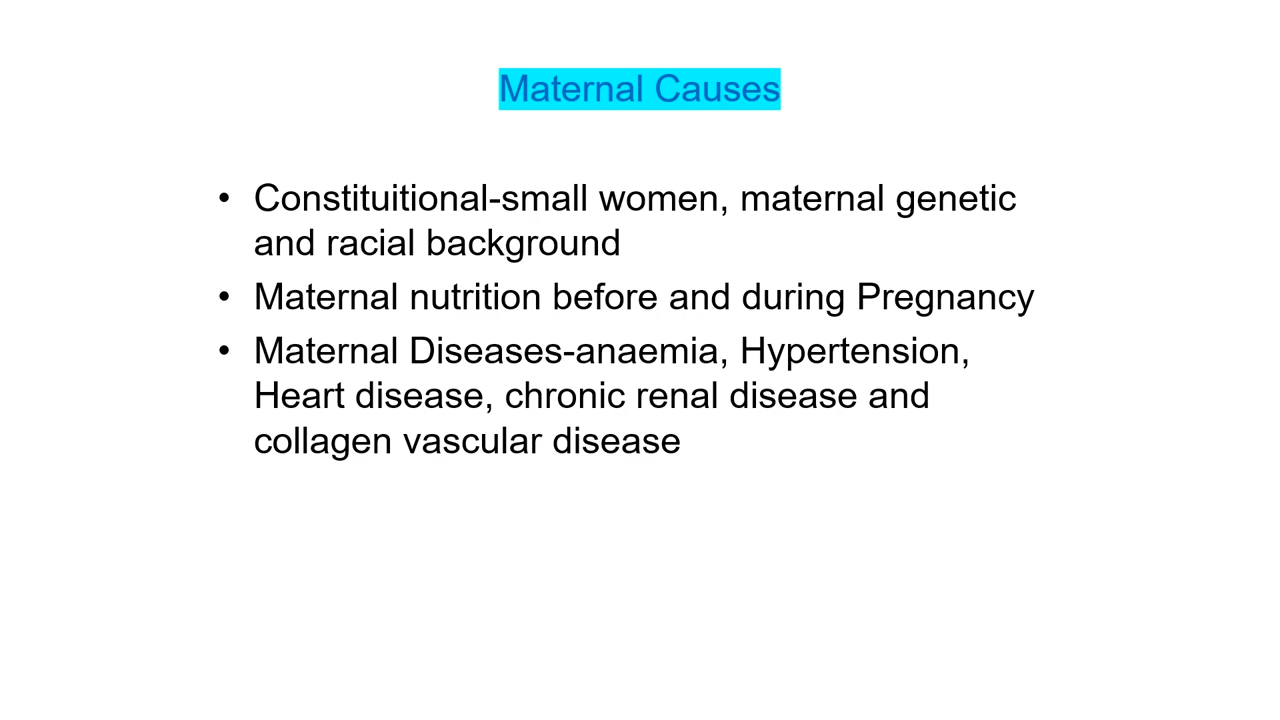 Maternal Causes
• Constituitional-small women, maternal genetic
and racial background
• Maternal nutrition before and during Pregnancy
• Maternal Diseases-anaemia, Hypertension,
Heart disease, chronic renal disease and
collagen vascular disease